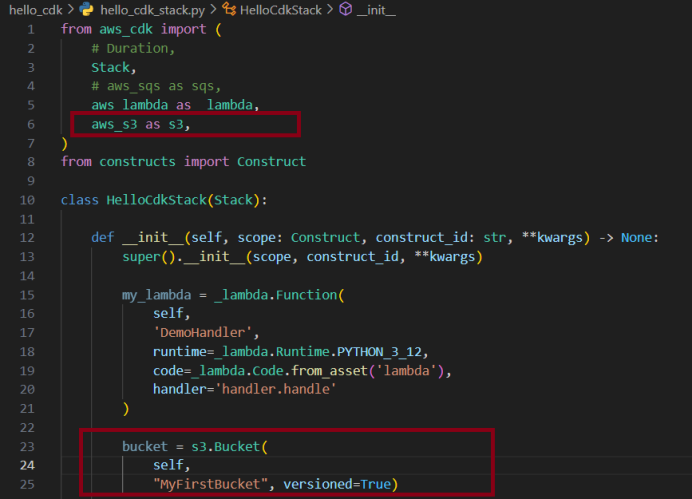 hello_cdk > hello_cdk_stack.py > HelloCdkStack > __init__
1 from aws_cdk import (
2     # Duration,
3     Stack,
4     # aws_sqs as sqs,
5     aws_lambda as _lambda,
6     aws_s3 as s3,
7 )
8 from constructs import Construct
9
10 class HelloCdkStack(Stack):
11
12     def __init__(self, scope: Construct, construct_id: str, **kwargs) -> None:
13         super().__init__(scope, construct_id, **kwargs)
14
15         my_lambda = _lambda.Function(
16             self,
17             'DemoHandler',
18             runtime=_lambda.Runtime.PYTHON_3_12,
19             code=_lambda.Code.from_asset('lambda'),
20             handler='handler.handle'
21         )
22
23         bucket = s3.Bucket(
24             self,
25             "MyFirstBucket", versioned=True)